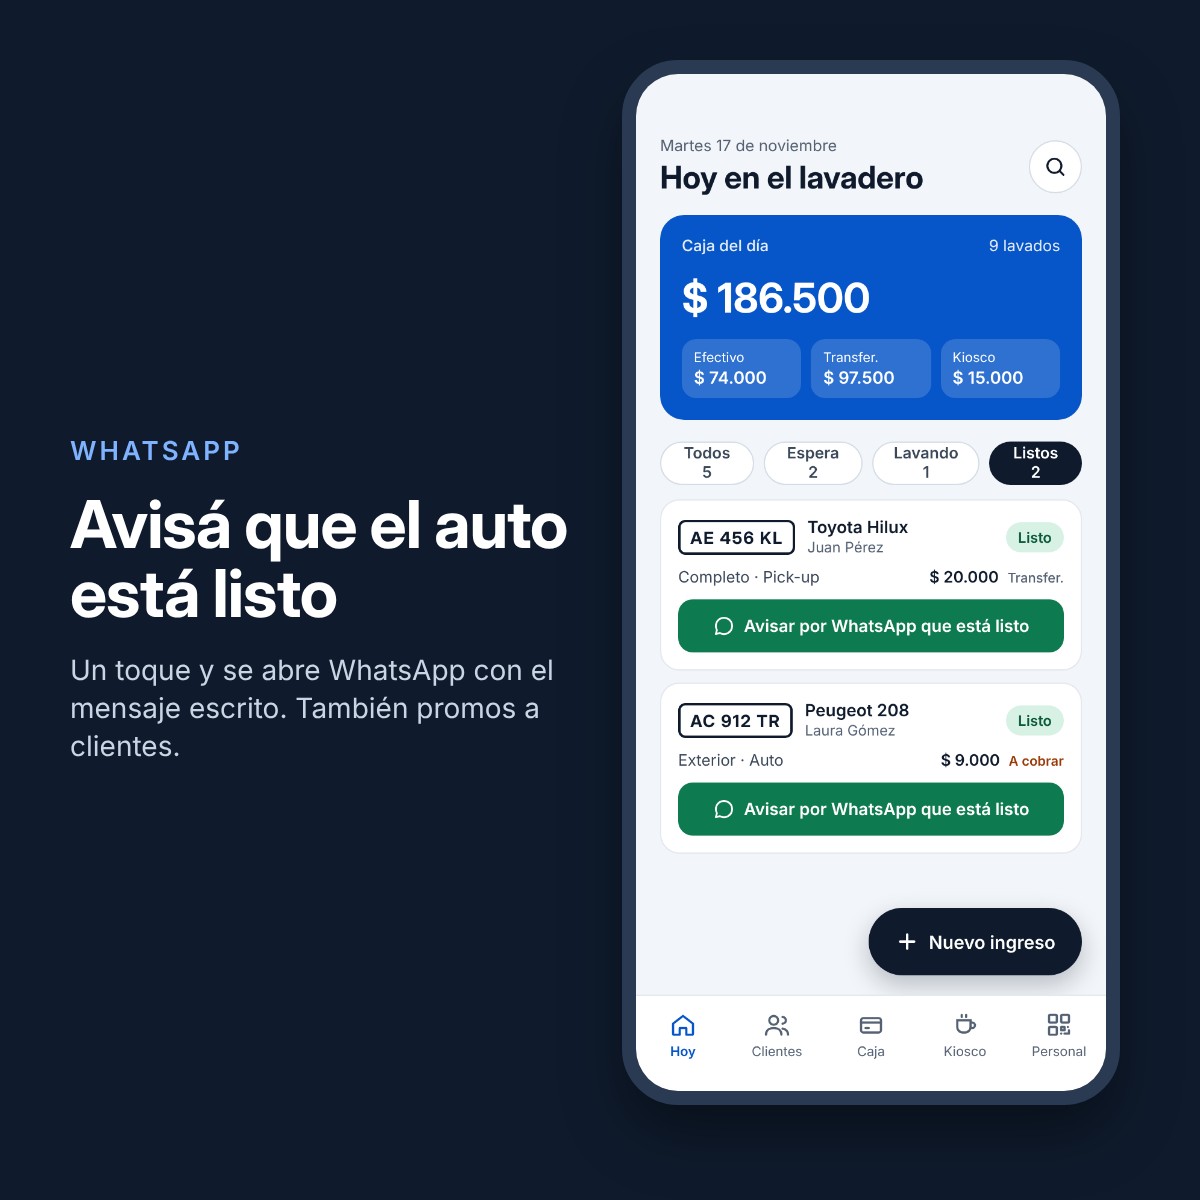 WHATSAPP
Avisá que el auto
está listo
Un toque y se abre WhatsApp con el
mensaje escrito. También promos a
clientes.
Martes 17 de noviembre
Hoy en el lavadero
Caja del día 9 lavados
$ 186.500
Efectivo Transfer. Kiosco
$ 74.000 $ 97.500 $ 15.000
Todos Espera Lavando Listos
5 2 1 2
AE 456 KL Toyota Hilux Listo
Juan Pérez
Completo · Pick-up $ 20.000 Transfer.
Avisar por WhatsApp que está listo
AC 912 TR Peugeot 208 Listo
Laura Gómez
Exterior · Auto $ 9.000 A cobrar
Avisar por WhatsApp que está listo
+ Nuevo ingreso
Hoy Clientes Caja Kiosco Personal